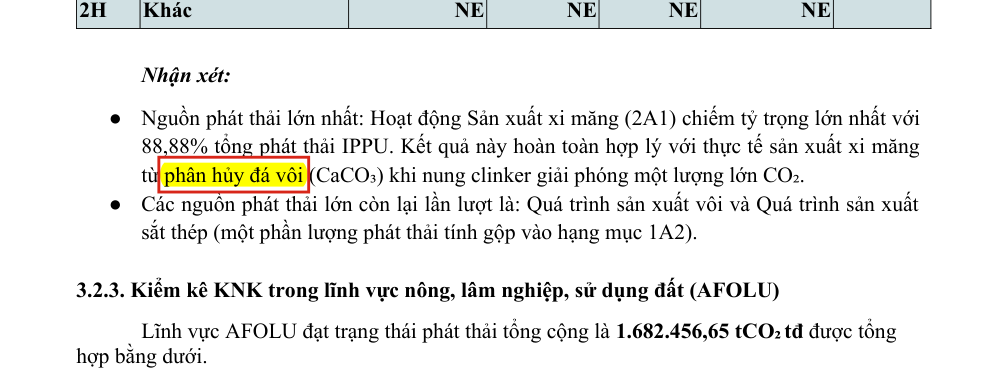 2H Khác NE NE NE NE
Nhận xét:
● Nguồn phát thải lớn nhất: Hoạt động Sản xuất xi măng (2A1) chiếm tỷ trọng lớn nhất với
88,88% tổng phát thải IPPU. Kết quả này hoàn toàn hợp lý với thực tế sản xuất xi măng
từ phân hủy đá vôi (CaCO₃) khi nung clinker giải phóng một lượng lớn CO₂.
● Các nguồn phát thải lớn còn lại lần lượt là: Quá trình sản xuất vôi và Quá trình sản xuất
sắt thép (một phần lượng phát thải tính gộp vào hạng mục 1A2).
3.2.3. Kiểm kê KNK trong lĩnh vực nông, lâm nghiệp, sử dụng đất (AFOLU)
Lĩnh vực AFOLU đạt trạng thái phát thải tổng cộng là 1.682.456,65 tCO₂ tđ được tổng
hợp bằng dưới.